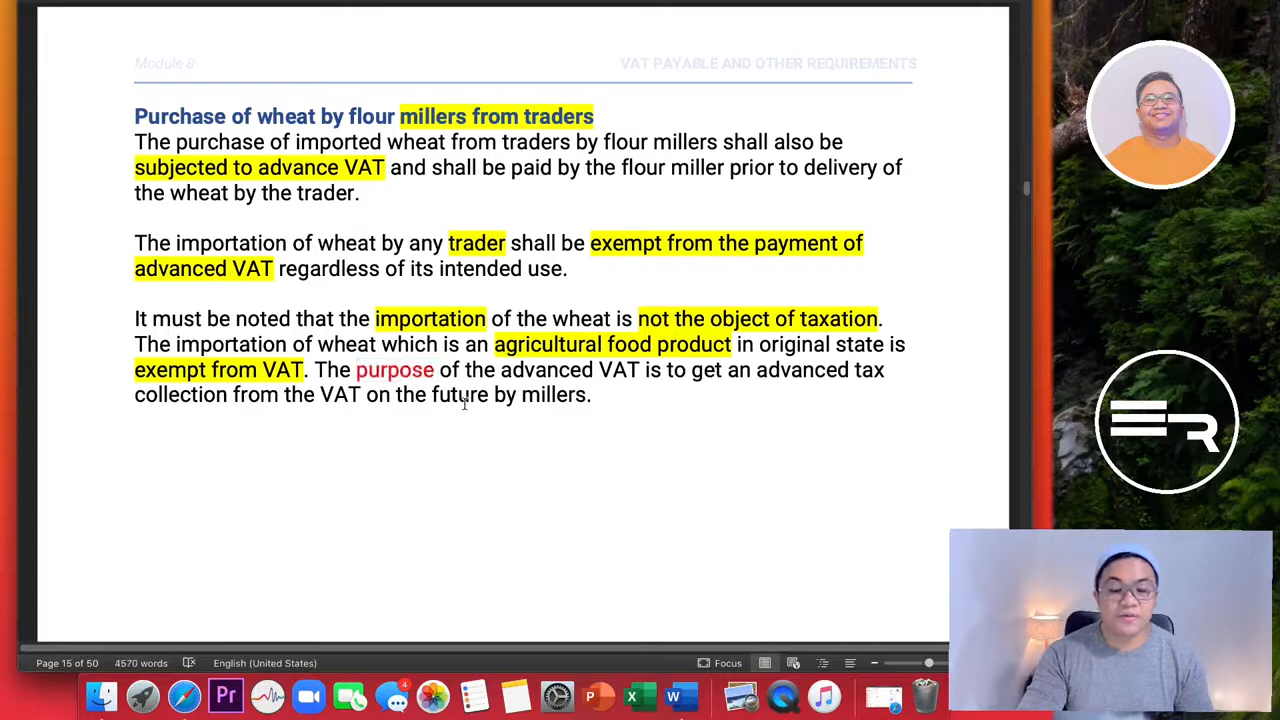 Module 8
VAT PAYABLE AND OTHER REQUIREMENTS
Purchase of wheat by flour millers from traders
The purchase of imported wheat from traders by flour millers shall also be
subjected to advance VAT and shall be paid by the flour miller prior to delivery of
the wheat by the trader.
The importation of wheat by any trader shall be exempt from the payment of
advanced VAT regardless of its intended use.
It must be noted that the importation of the wheat is not the object of taxation.
The importation of wheat which is an agricultural food product in original state is
exempt from VAT. The purpose of the advanced VAT is to get an advanced tax
collection from the VAT on the future by millers.
ER
Page 15 of 50 4570 words English (United States) Focus
Pr 4